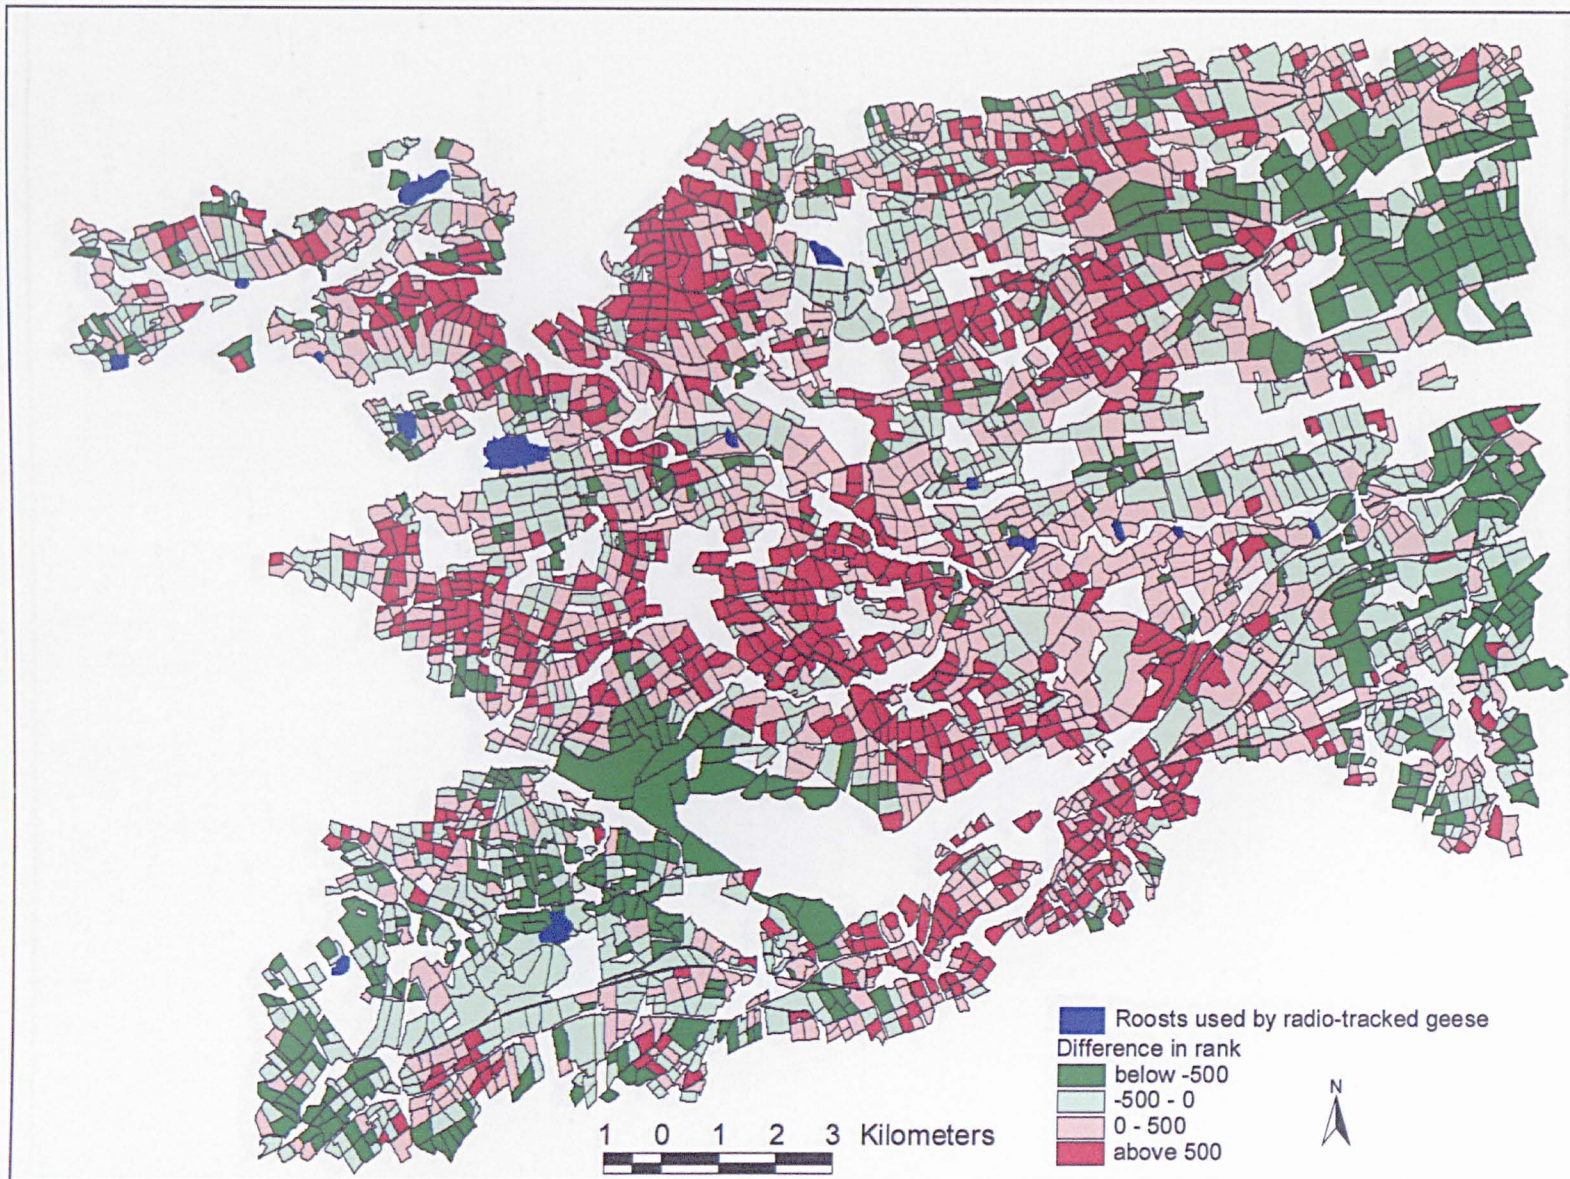 Roosts used by radio-tracked geese
Difference in rank
below -500
-500 - 0
0 - 500
above 500
N
1 0 1 2 3 Kilometers